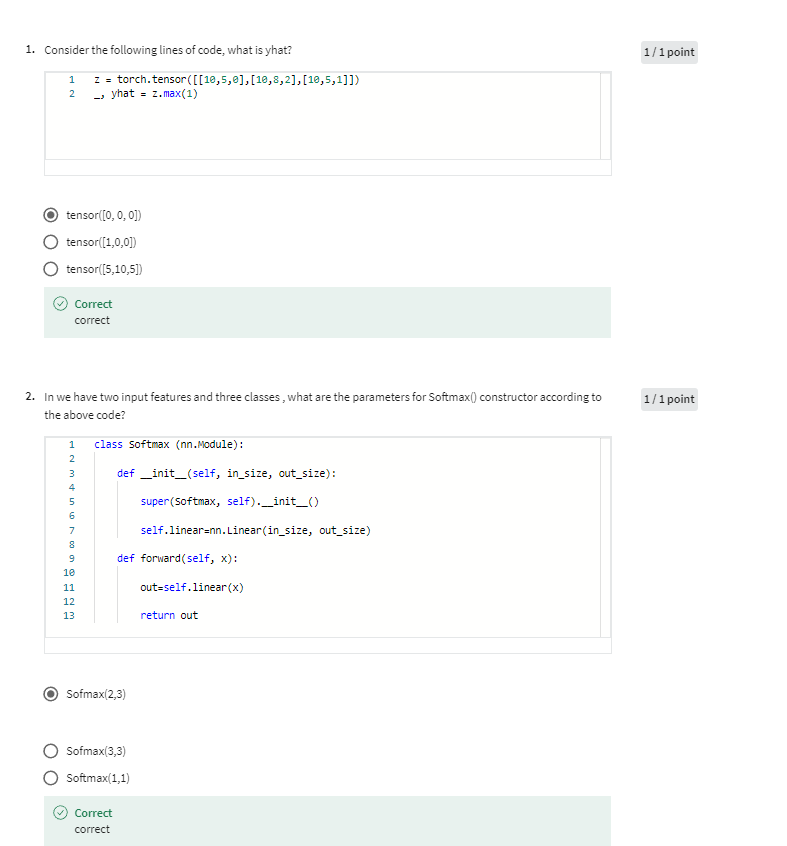 1. Consider the following lines of code, what is yhat?
1 / 1 point
1 z = torch.tensor([[10,5,0],[10,8,2],[10,5,1]])
2 _, yhat = z.max(1)
tensor([0, 0, 0])
tensor([1,0,0])
tensor([5,10,5])
Correct
correct
2. In we have two input features and three classes , what are the parameters for Softmax() constructor according to
the above code?
1 / 1 point
1 class Softmax (nn.Module):
2
3 def __init__(self, in_size, out_size):
4
5 super(Softmax, self).__init__()
6
7 self.linear=nn.Linear(in_size, out_size)
8
9 def forward(self, x):
10
11 out=self.linear(x)
12
13 return out
Sofmax(2,3)
Sofmax(3,3)
Softmax(1,1)
Correct
correct